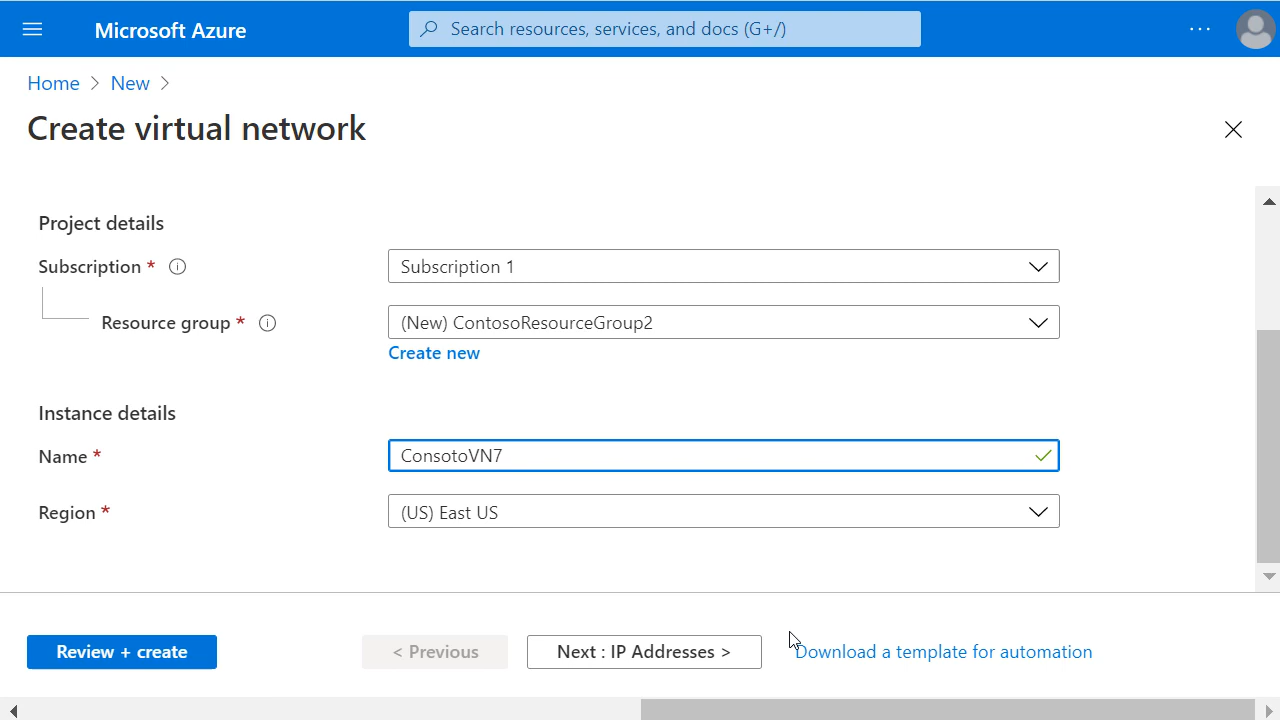 Microsoft Azure
Search resources, services, and docs (G+/)
...
Home > New >
Create virtual network
Project details
Subscription *
Subscription 1
Resource group *
(New) ContosoResourceGroup2
Create new
Instance details
Name *
ConsotoVN7
Region *
(US) East US
Review + create
< Previous
Next : IP Addresses >
Download a template for automation